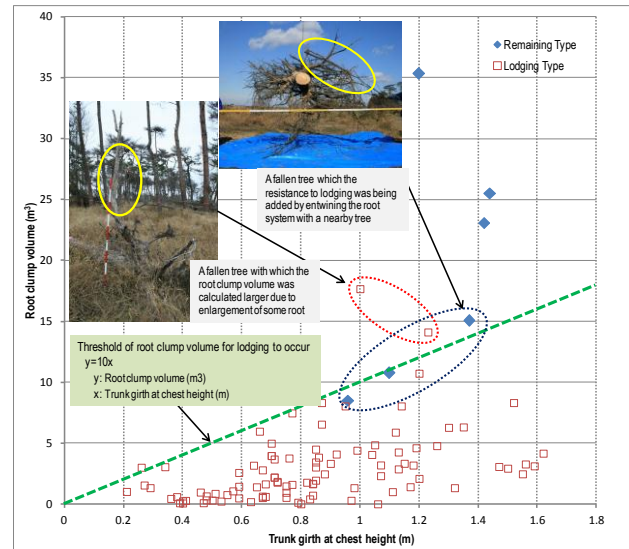 40
35
30
25
20
15
10
5
0
Root clump volume (m³)
Remaining Type
Lodging Type
A fallen tree which the
resistance to lodging was being
added by entwining the root
system with a nearby tree
A fallen tree with which the
root clump volume was
calculated larger due to
enlargement of some root
Threshold of root clump volume for lodging to occur
y=10x
y: Root clump volume (m3)
x: Trunk girth at chest height (m)
0 0.2 0.4 0.6 0.8 1 1.2 1.4 1.6 1.8
Trunk girth at chest height (m)